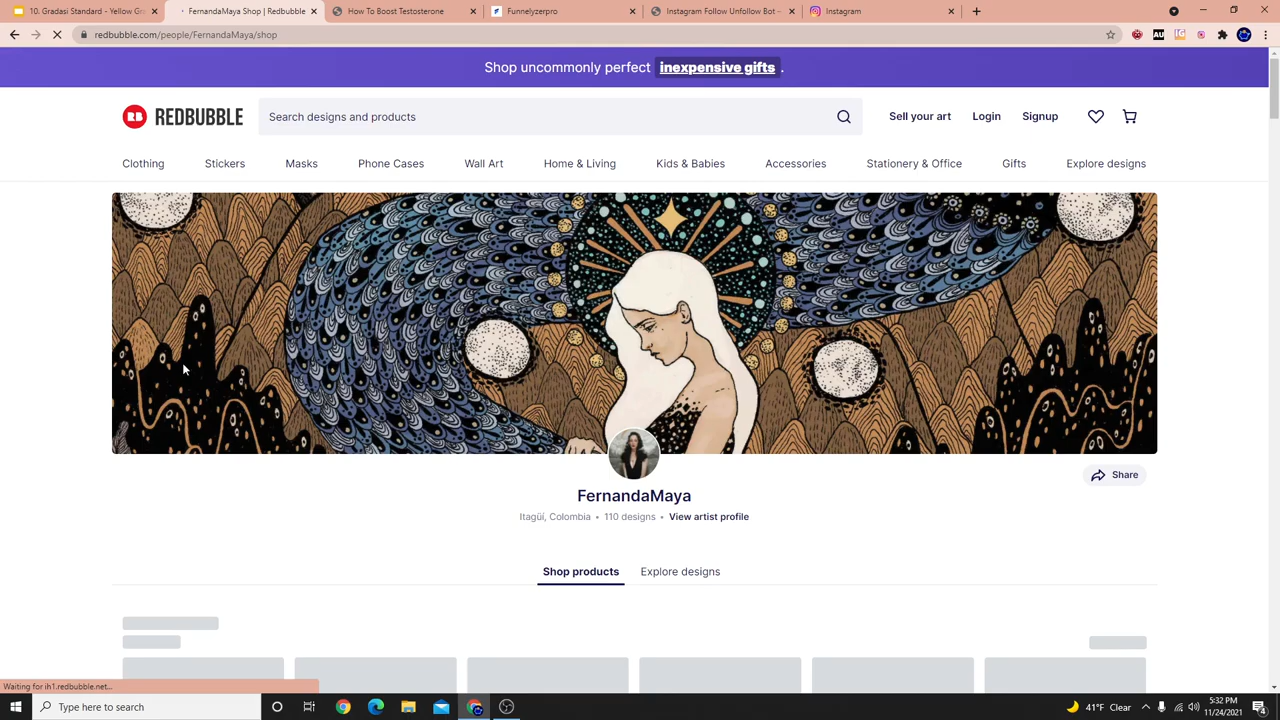 10. Gradasi Standard - Yellow Gr
FernandaMaya Shop | Redbubble
How To Boost Testosterone
Funnelyzerpro
Instagram Follow Unfollow Bot –
Instagram
redbubble.com/people/FernandaMaya/shop
Shop uncommonly perfect inexpensive gifts .
RB REDBUBBLE
Search designs and products
Sell your art
Login
Signup
Clothing
Stickers
Masks
Phone Cases
Wall Art
Home & Living
Kids & Babies
Accessories
Stationery & Office
Gifts
Explore designs
Share
FernandaMaya
Itagüí, Colombia • 110 designs • View artist profile
Shop products
Explore designs
Waiting for ih1.redbubble.net...
Type here to search
41°F Clear
5:32 PM
11/24/2021
4